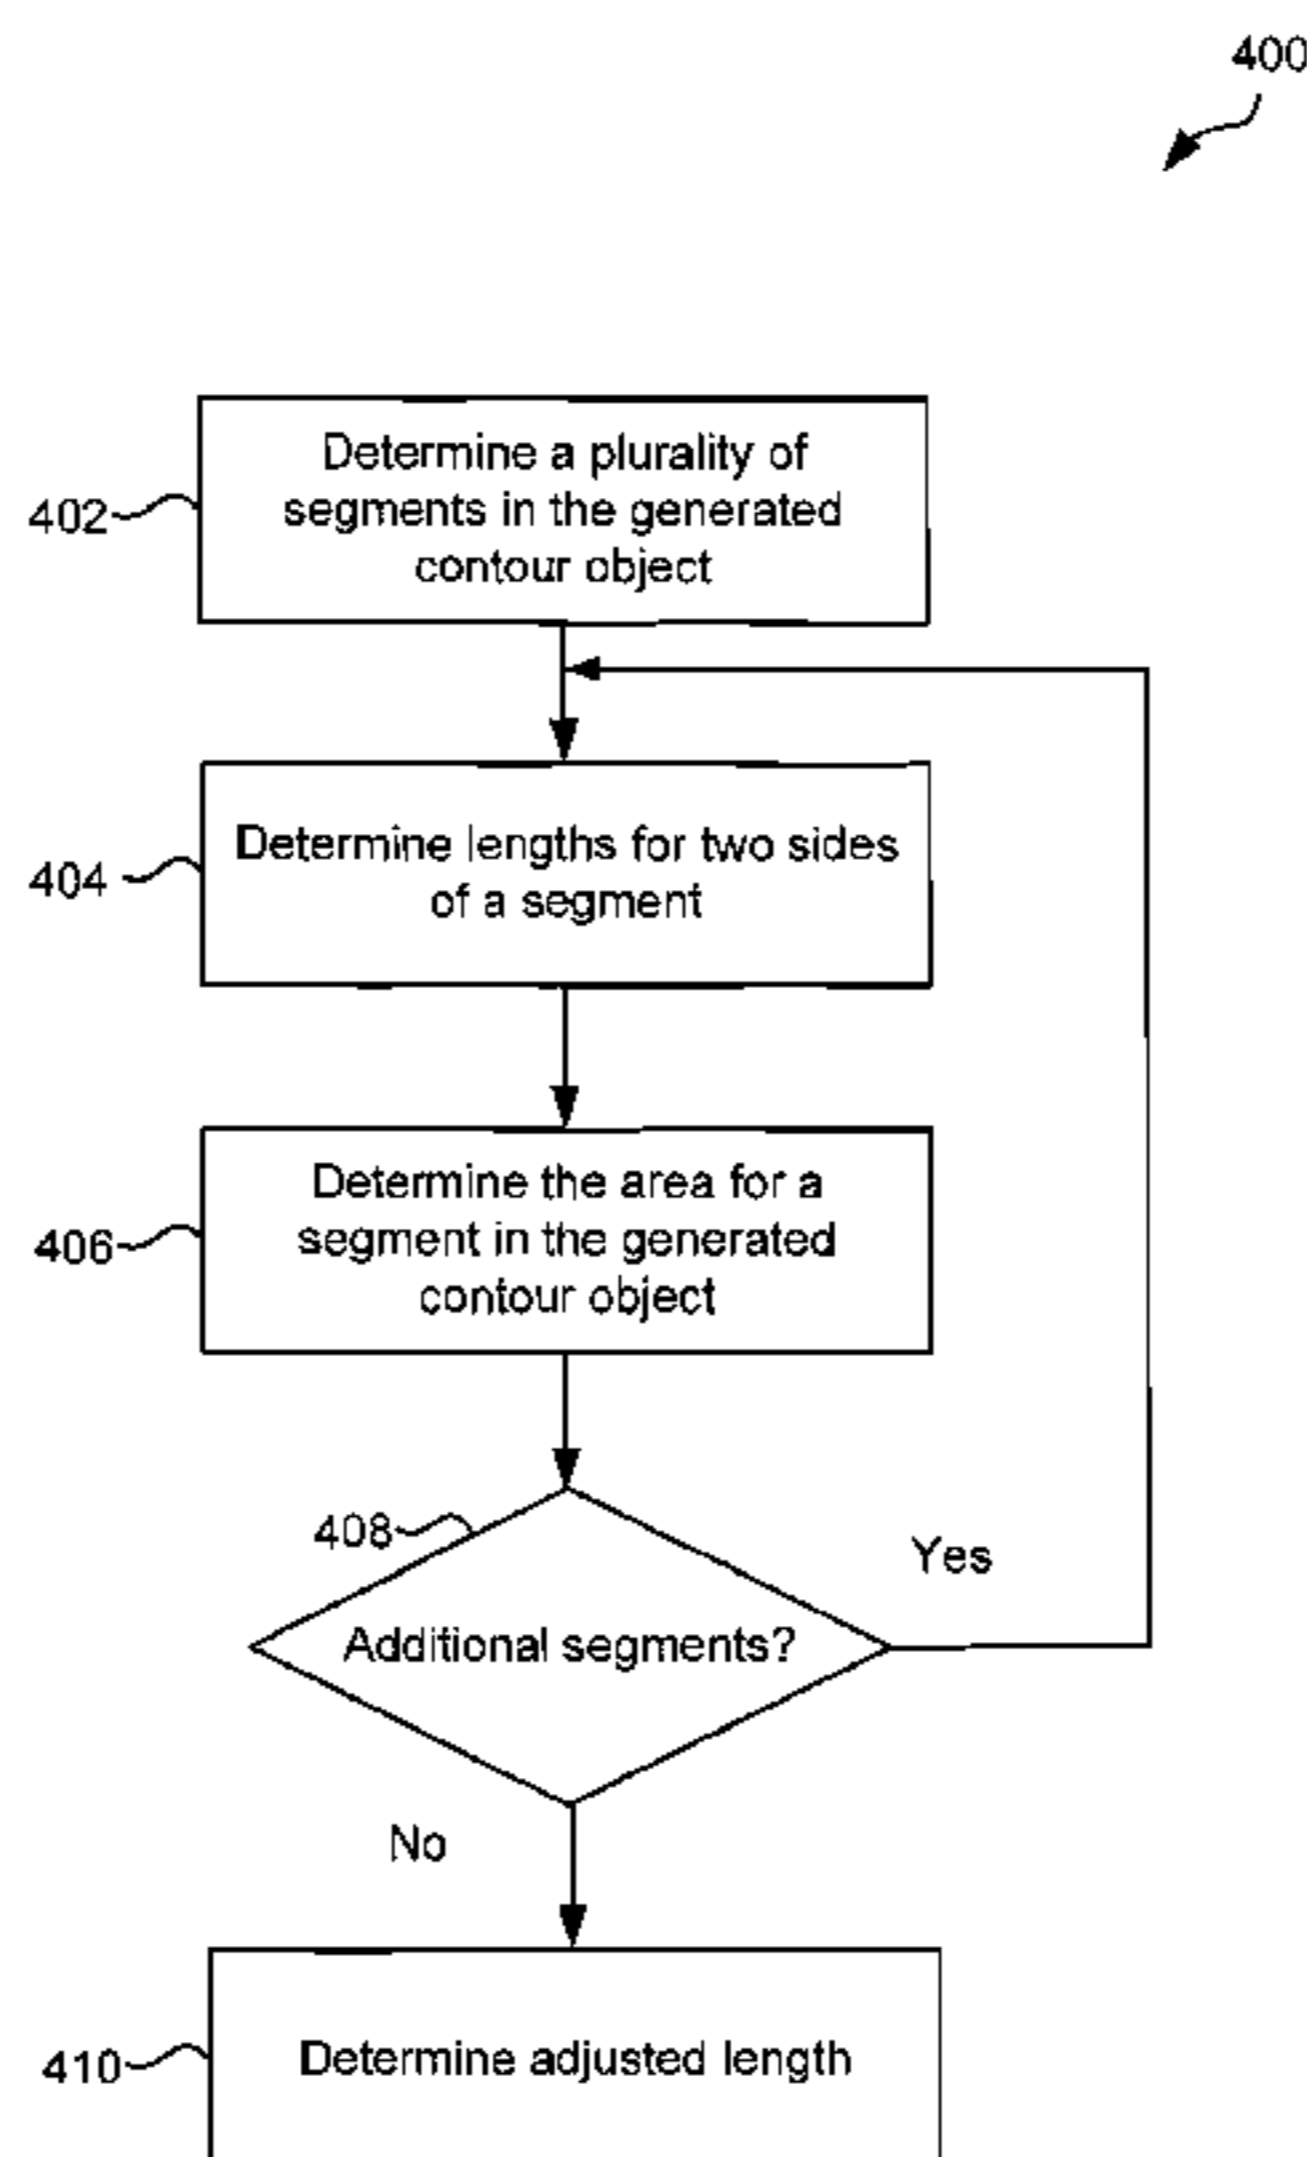 400
Determine a plurality of
segments in the generated
contour object
402
Determine lengths for two sides
of a segment
404
Determine the area for a
segment in the generated
contour object
406
408
Additional segments?
Yes
No
Determine adjusted length
410